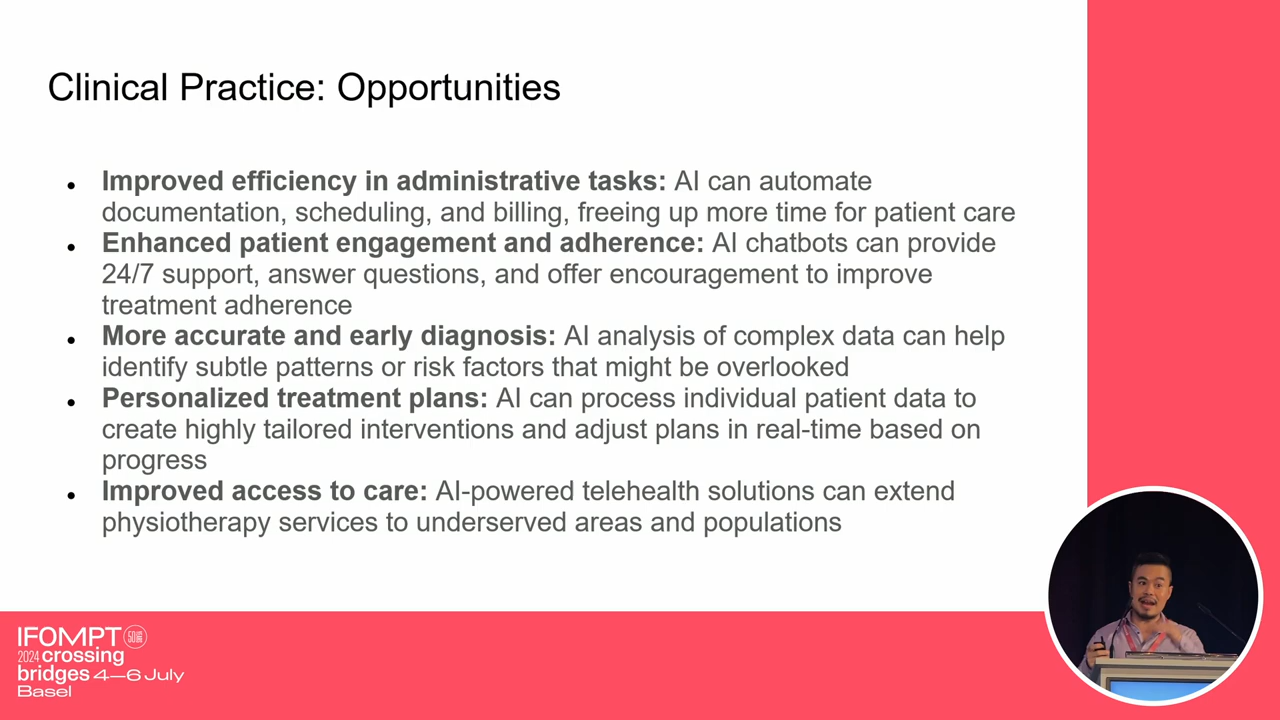 Clinical Practice: Opportunities
● Improved efficiency in administrative tasks: AI can automate
documentation, scheduling, and billing, freeing up more time for patient care
● Enhanced patient engagement and adherence: AI chatbots can provide
24/7 support, answer questions, and offer encouragement to improve
treatment adherence
● More accurate and early diagnosis: AI analysis of complex data can help
identify subtle patterns or risk factors that might be overlooked
● Personalized treatment plans: AI can process individual patient data to
create highly tailored interventions and adjust plans in real-time based on
progress
● Improved access to care: AI-powered telehealth solutions can extend
physiotherapy services to underserved areas and populations
IFOMPT
2024 crossing
bridges 4—6 July
Basel